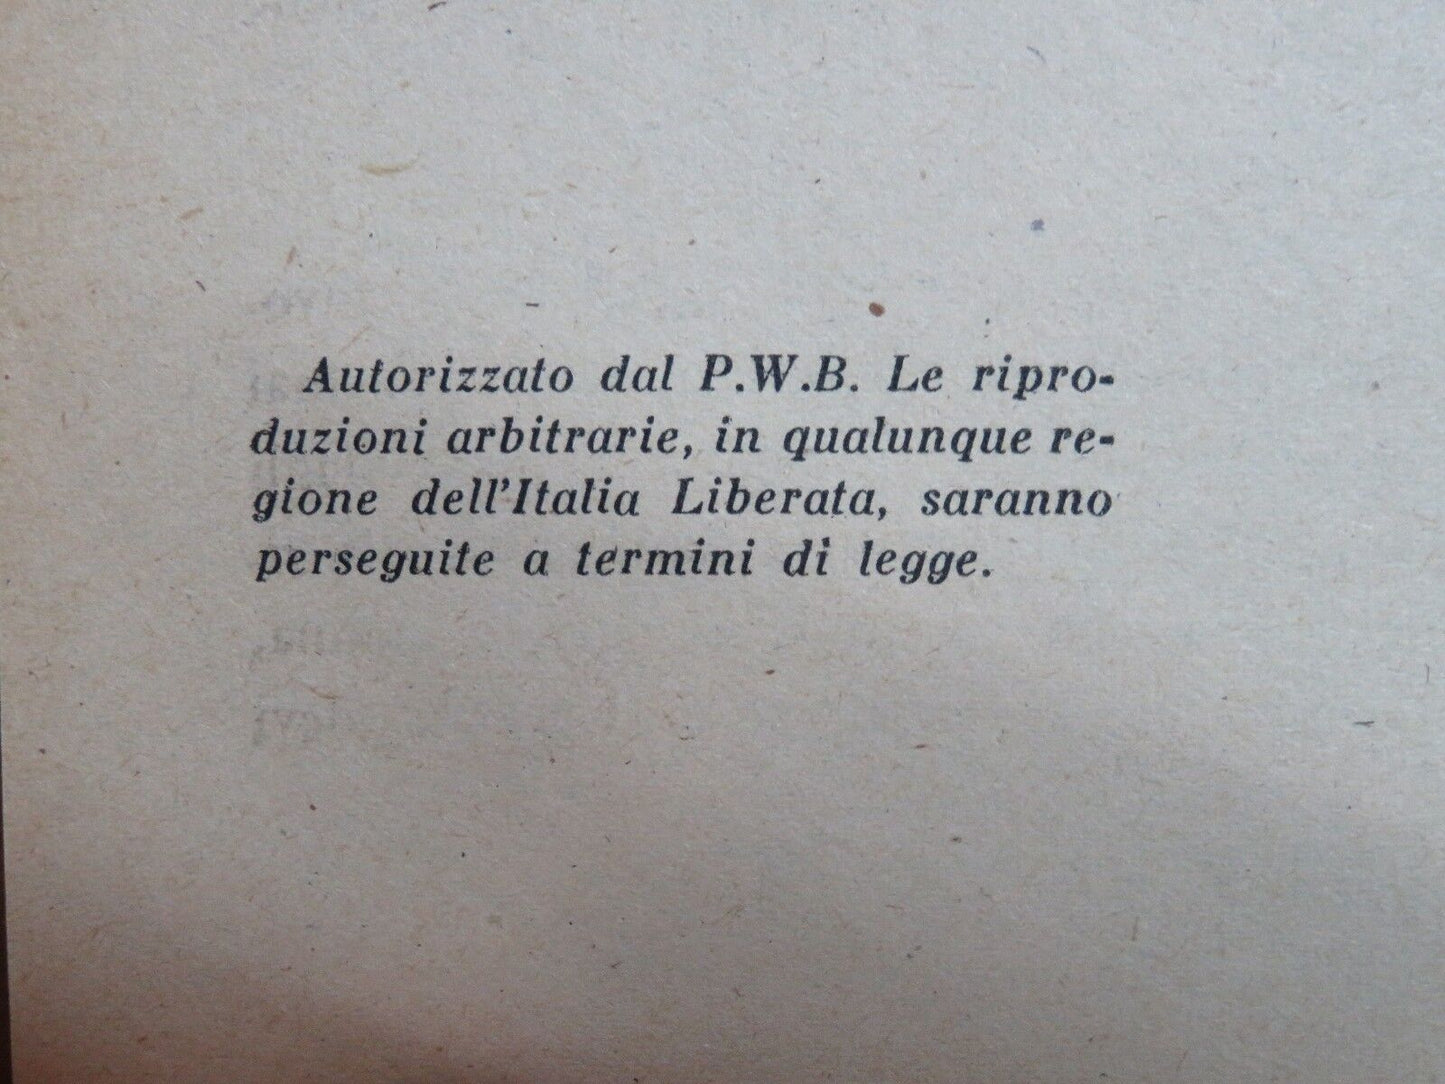 Autorizzato dal P.W.B. Le ripro-
duzioni arbitrarie, in qualunque re-
gione dell'Italia Liberata, saranno
perseguite a termini di legge.